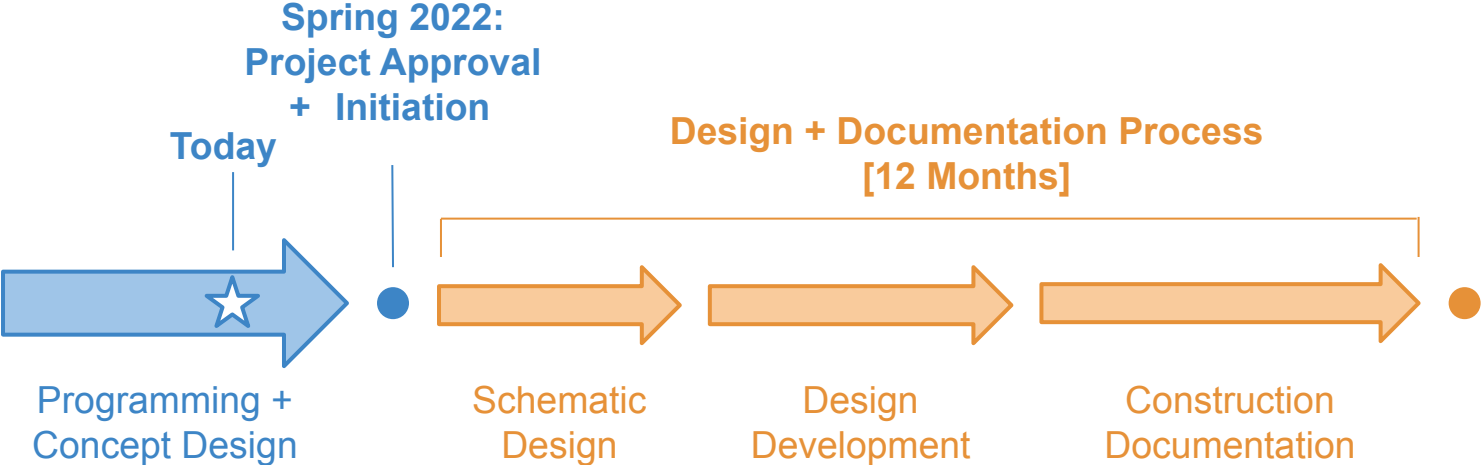 Spring 2022:
Project Approval
+ Initiation
Today
Design + Documentation Process
[12 Months]
Programming +
Concept Design
Schematic
Design
Design
Development
Construction
Documentation